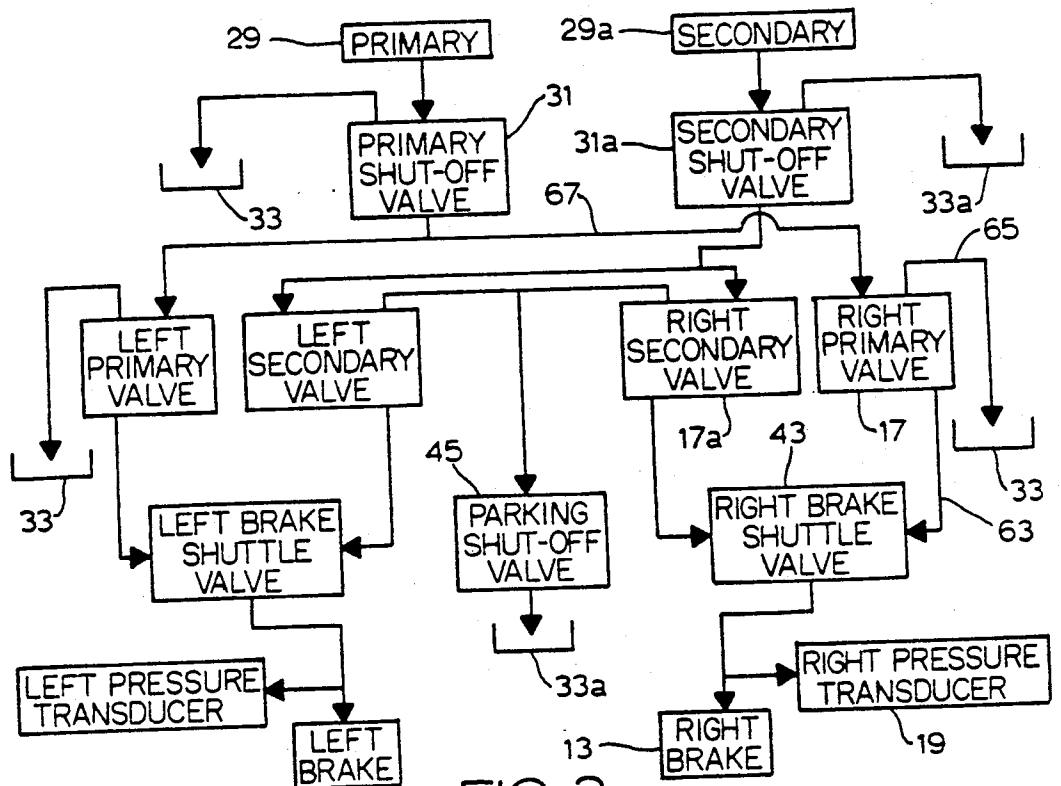 29
PRIMARY
29a
SECONDARY
31
PRIMARY
SHUT-OFF
VALVE
31a
SECONDARY
SHUT-OFF
VALVE
33
67
33a
65
LEFT
PRIMARY
VALVE
LEFT
SECONDARY
VALVE
RIGHT
SECONDARY
VALVE
RIGHT
PRIMARY
VALVE
17a
17
33
45
43
33
63
LEFT BRAKE
SHUTTLE
VALVE
PARKING
SHUT-OFF
VALVE
RIGHT BRAKE
SHUTTLE
VALVE
33a
LEFT PRESSURE
TRANSDUCER
RIGHT PRESSURE
TRANSDUCER
19
LEFT
BRAKE
13
RIGHT
BRAKE